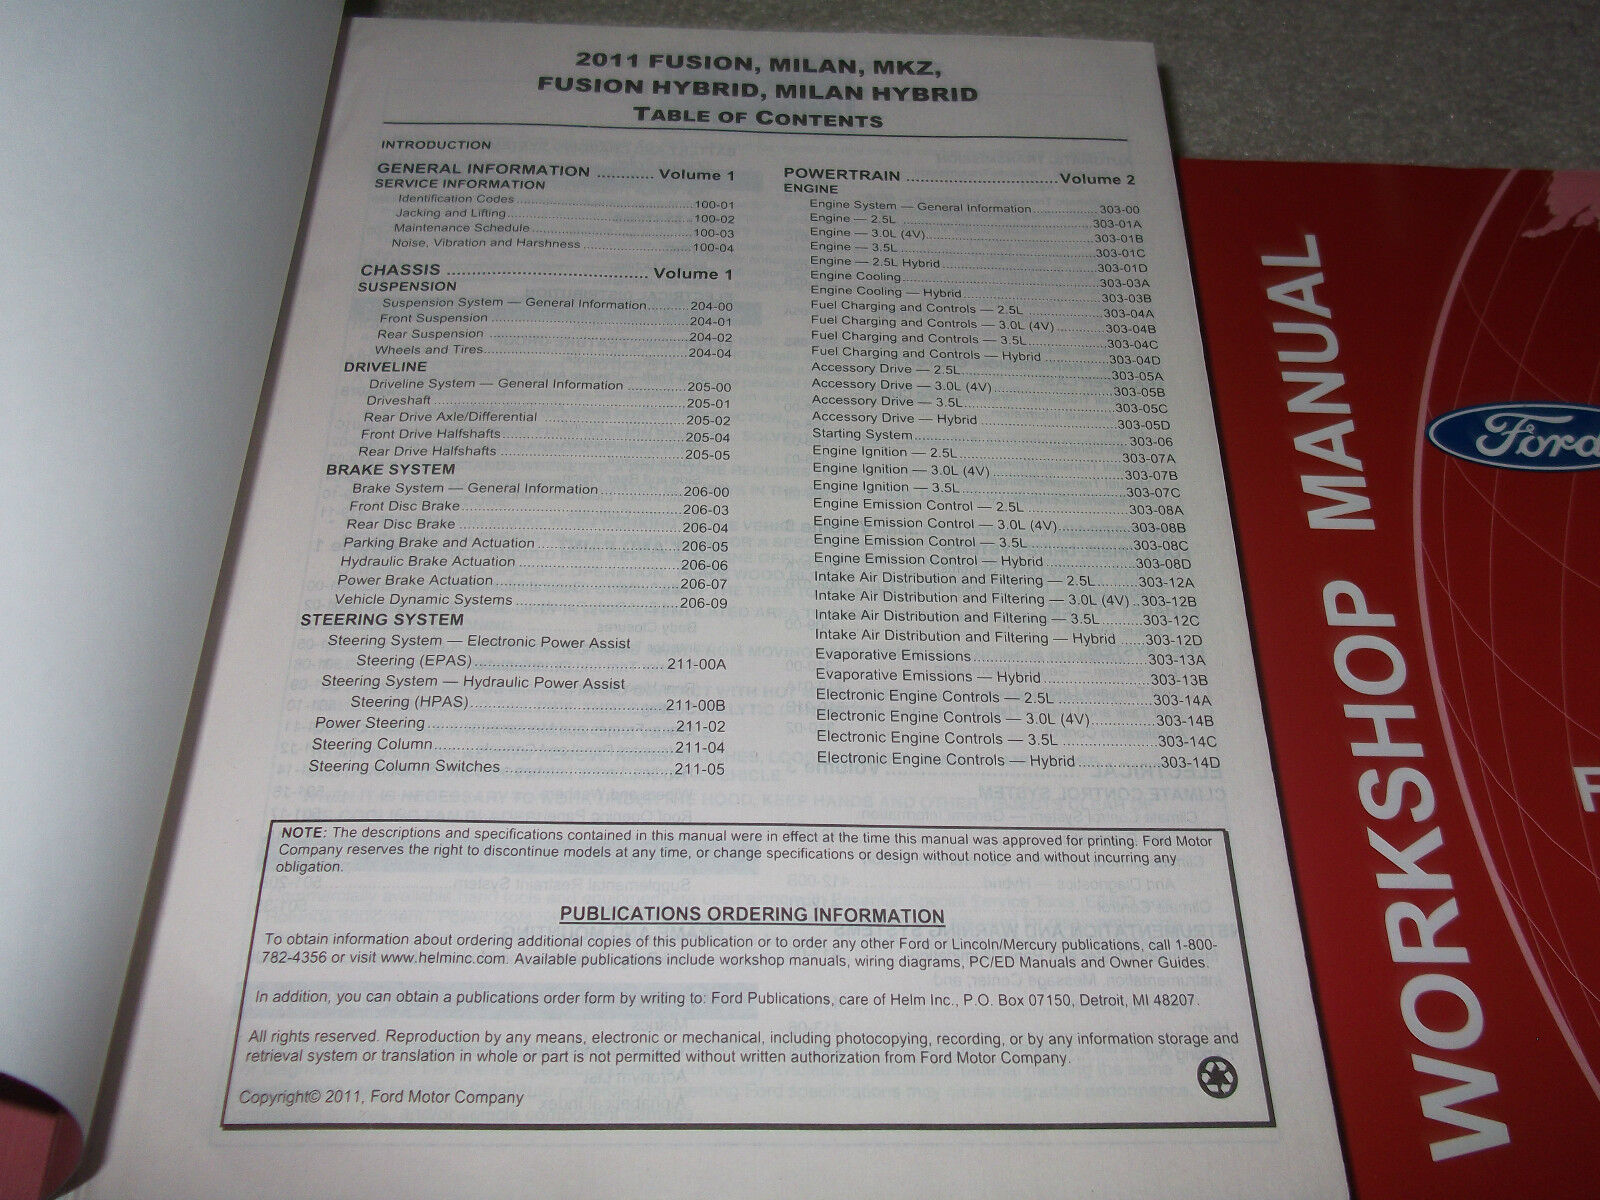 2011 FUSION, MILAN, MKZ,
FUSION HYBRID, MILAN HYBRID
TABLE OF CONTENTS
INTRODUCTION
GENERAL INFORMATION ............ Volume 1
SERVICE INFORMATION
Identification Codes ............ 100-01
Jacking and Lifting ............ 100-02
Maintenance Schedule ............ 100-03
Noise, Vibration and Harshness ............ 100-04
CHASSIS ............ Volume 1
SUSPENSION
Suspension System — General Information ............ 204-00
Front Suspension ............ 204-01
Rear Suspension ............ 204-02
Wheels and Tires ............ 204-04
DRIVELINE
Driveline System — General Information ............ 205-00
Driveshaft ............ 205-01
Rear Drive Axle/Differential ............ 205-02
Front Drive Halfshafts ............ 205-04
Rear Drive Halfshafts ............ 205-05
BRAKE SYSTEM
Brake System — General Information ............ 206-00
Front Disc Brake ............ 206-03
Rear Disc Brake ............ 206-04
Parking Brake and Actuation ............ 206-05
Hydraulic Brake Actuation ............ 206-06
Power Brake Actuation ............ 206-07
Vehicle Dynamic Systems ............ 206-09
STEERING SYSTEM
Steering System — Electronic Power Assist
Steering (EPAS) ............ 211-00A
Steering System — Hydraulic Power Assist
Steering (HPAS) ............ 211-00B
Power Steering ............ 211-02
Steering Column ............ 211-04
Steering Column Switches ............ 211-05
POWERTRAIN ............ Volume 2
ENGINE
Engine System — General Information ............ 303-00
Engine — 2.5L ............ 303-01A
Engine — 3.0L (4V) ............ 303-01B
Engine — 3.5L ............ 303-01C
Engine — 2.5L Hybrid ............ 303-01D
Engine Cooling ............ 303-03A
Engine Cooling — Hybrid ............ 303-03B
Fuel Charging and Controls — 2.5L ............ 303-04A
Fuel Charging and Controls — 3.0L (4V) ............ 303-04B
Fuel Charging and Controls — 3.5L ............ 303-04C
Fuel Charging and Controls — Hybrid ............ 303-04D
Accessory Drive — 2.5L ............ 303-05A
Accessory Drive — 3.0L (4V) ............ 303-05B
Accessory Drive — 3.5L ............ 303-05C
Accessory Drive — Hybrid ............ 303-05D
Starting System ............ 303-06
Engine Ignition — 2.5L ............ 303-07A
Engine Ignition — 3.0L (4V) ............ 303-07B
Engine Ignition — 3.5L ............ 303-07C
Engine Emission Control — 2.5L ............ 303-08A
Engine Emission Control — 3.0L (4V) ............ 303-08B
Engine Emission Control — 3.5L ............ 303-08C
Engine Emission Control — Hybrid ............ 303-08D
Intake Air Distribution and Filtering — 2.5L ............ 303-12A
Intake Air Distribution and Filtering — 3.0L (4V) .. 303-12B
Intake Air Distribution and Filtering — 3.5L ............ 303-12C
Intake Air Distribution and Filtering — Hybrid ...... 303-12D
Evaporative Emissions ............ 303-13A
Evaporative Emissions — Hybrid ............ 303-13B
Electronic Engine Controls — 2.5L ............ 303-14A
Electronic Engine Controls — 3.0L (4V) ............ 303-14B
Electronic Engine Controls — 3.5L ............ 303-14C
Electronic Engine Controls — Hybrid ............ 303-14D
NOTE: The descriptions and specifications contained in this manual were in effect at the time this manual was approved for printing. Ford Motor
Company reserves the right to discontinue models at any time, or change specifications or design without notice and without incurring any
obligation.
PUBLICATIONS ORDERING INFORMATION
To obtain information about ordering additional copies of this publication or to order any other Ford or Lincoln/Mercury publications, call 1-800-
782-4356 or visit www.helminc.com. Available publications include workshop manuals, wiring diagrams, PC/ED Manuals and Owner Guides.
In addition, you can obtain a publications order form by writing to: Ford Publications, care of Helm Inc., P.O. Box 07150, Detroit, MI 48207.
All rights reserved. Reproduction by any means, electronic or mechanical, including photocopying, recording, or by any information storage and
retrieval system or translation in whole or part is not permitted without written authorization from Ford Motor Company.
Copyright© 2011, Ford Motor Company
WORKSHOP MANUAL
Ford